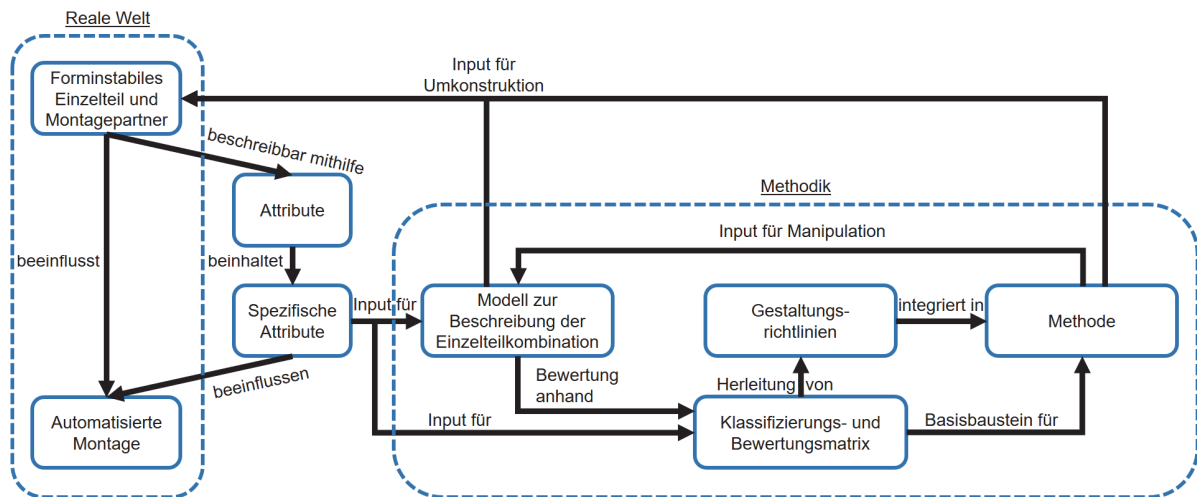 Reale Welt
Forminstabiles
Einzelteil und
Montagepartner
Input für
Umkonstruktion
beschreibbar mithilfe
Attribute
Methodik
beeinflusst
beinhaltet
Input für Manipulation
Spezifische
Attribute
Input für
Modell zur
Beschreibung der
Einzelteilkombination
Gestaltungs-
richtlinien
integriert in
Methode
beeinflussen
Bewertung
anhand
Herleitung von
Automatisierte
Montage
Input für
Klassifizierungs- und
Bewertungsmatrix
Basisbaustein für